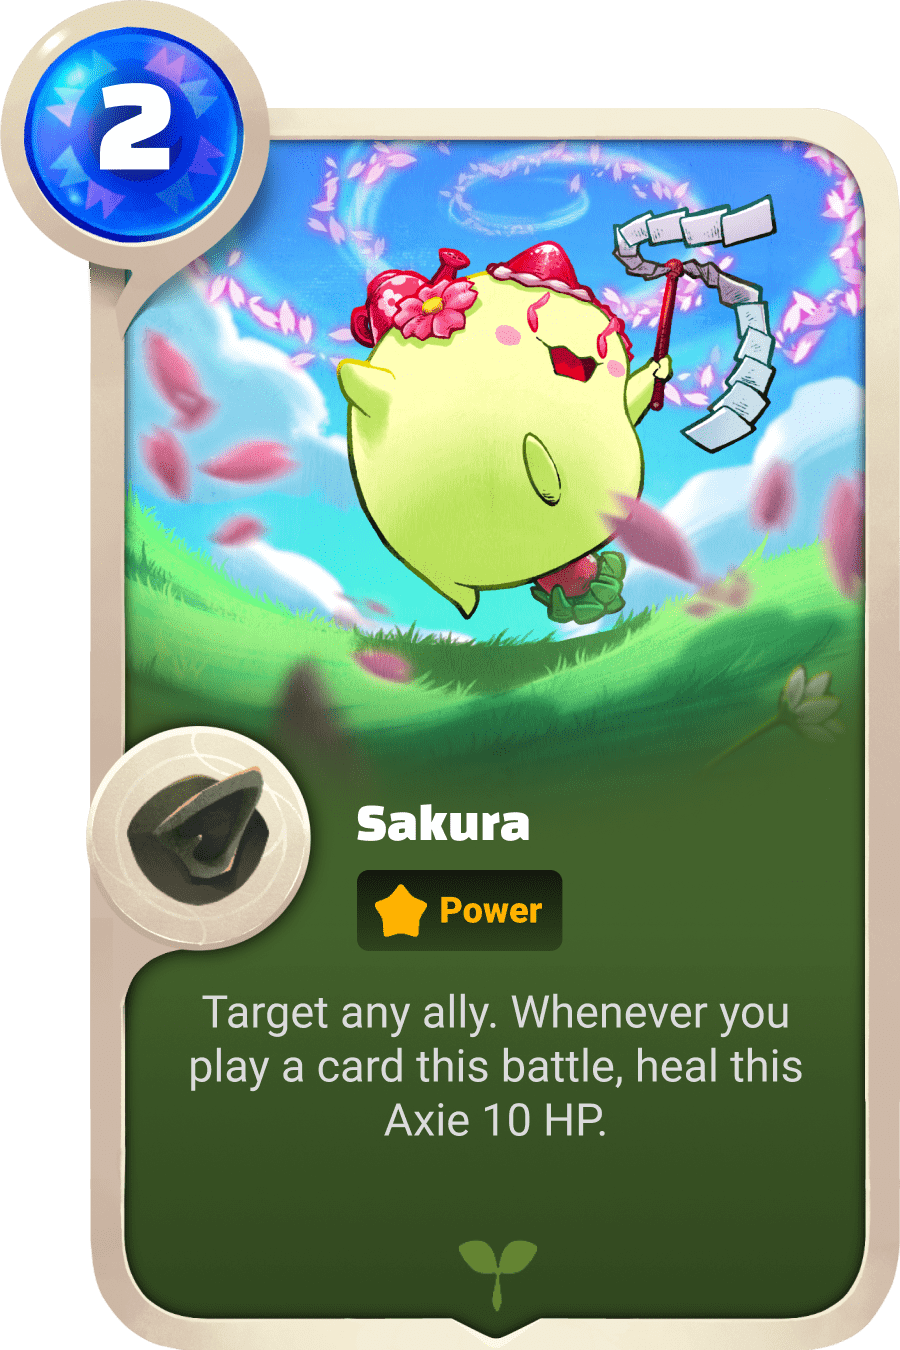 2
Sakura
Power
Target any ally. Whenever you
play a card this battle, heal this
Axie 10 HP.